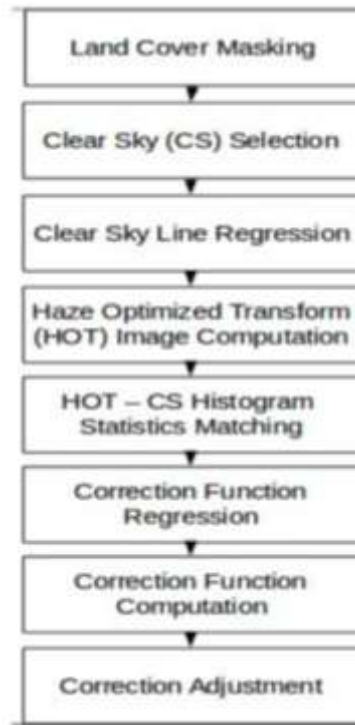 Land Cover Masking
Clear Sky (CS) Selection
Clear Sky Line Regression
Haze Optimized Transform
(HOT) Image Computation
HOT – CS Histogram
Statistics Matching
Correction Function
Regression
Correction Function
Computation
Correction Adjustment